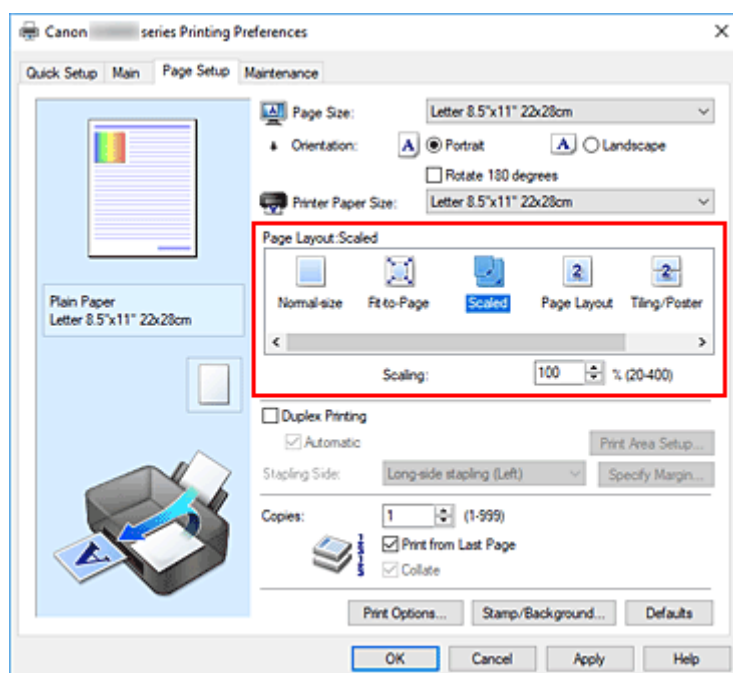 Canon series Printing Preferences
Quick Setup Main Page Setup Maintenance
Page Size: Letter 8.5"x11" 22x28cm
Orientation: A Portrait A Landscape
Rotate 180 degrees
Printer Paper Size: Letter 8.5"x11" 22x28cm
Page Layout:Scaled
Normal-size Fit-to-Page Scaled Page Layout Tiling/Poster
Scaling: 100 % (20-400)
Plain Paper
Letter 8.5"x11" 22x28cm
Duplex Printing
Automatic Print Area Setup...
Stapling Side: Long-side stapling (Left) Specify Margin...
Copies: 1 (1-999)
Print from Last Page
Collate
Print Options... Stamp/Background... Defaults
OK Cancel Apply Help